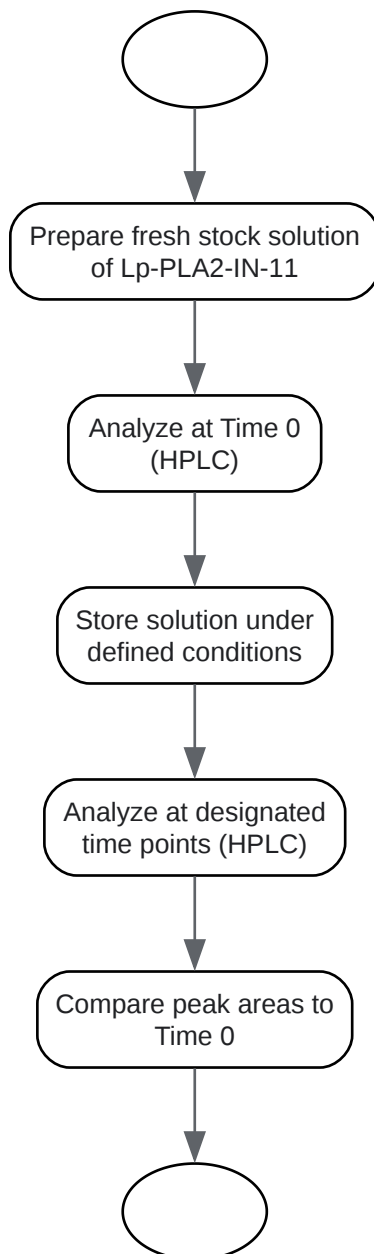 Prepare fresh stock solution
of Lp-PLA2-IN-11
Analyze at Time 0
(HPLC)
Store solution under
defined conditions
Analyze at designated
time points (HPLC)
Compare peak areas to
Time 0